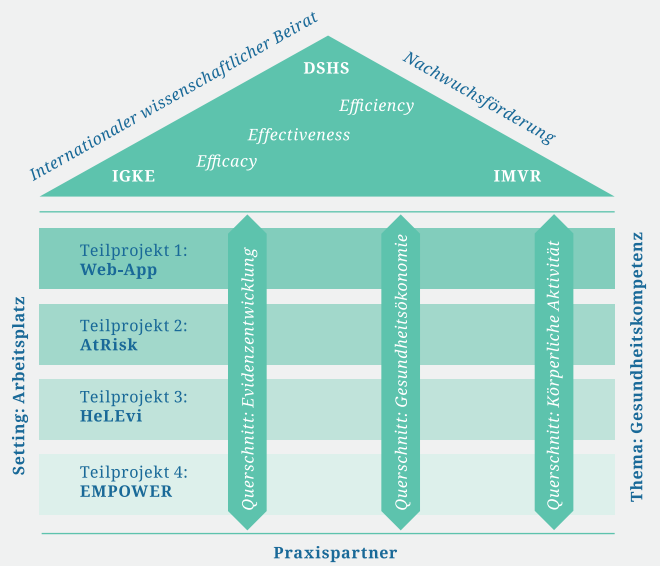 Internationaler wissenschaftlicher Beirat
Nachwuchsförderung
DSHS
Efficiency
Effectiveness
Efficacy
IGKE
IMVR
Setting: Arbeitsplatz
Teilprojekt 1:
Web-App
Teilprojekt 2:
AtRisk
Teilprojekt 3:
HeLEvi
Teilprojekt 4:
EMPOWER
Querschnitt: Evidenzentwicklung
Querschnitt: Gesundheitsökonomie
Querschnitt: Körperliche Aktivität
Thema: Gesundheitskompetenz
Praxispartner